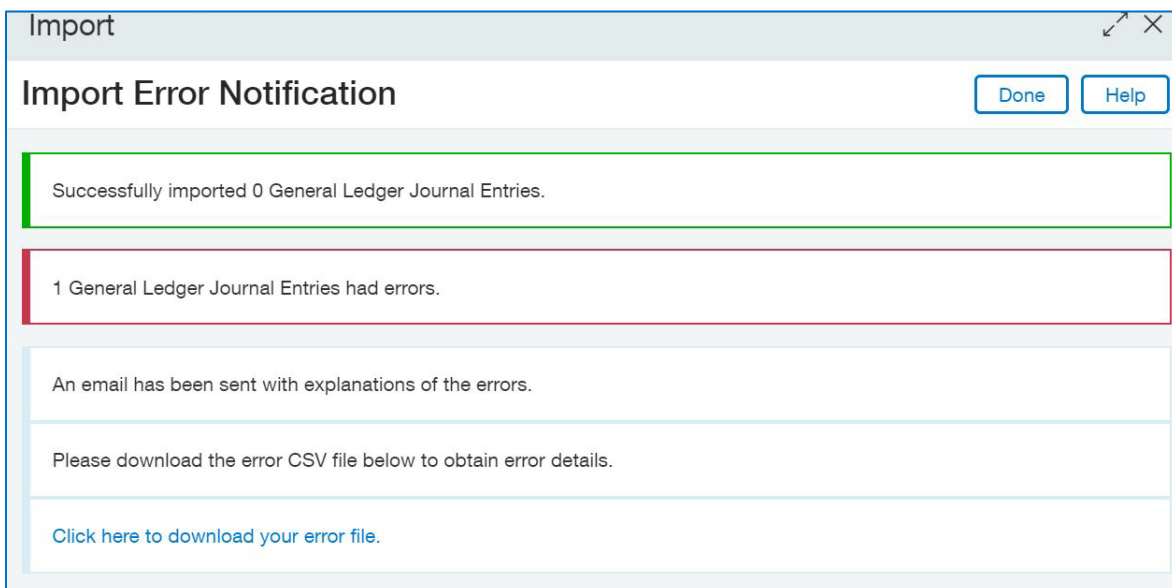 Import
Import Error Notification
Done
Help
Successfully imported 0 General Ledger Journal Entries.
1 General Ledger Journal Entries had errors.
An email has been sent with explanations of the errors.
Please download the error CSV file below to obtain error details.
Click here to download your error file.